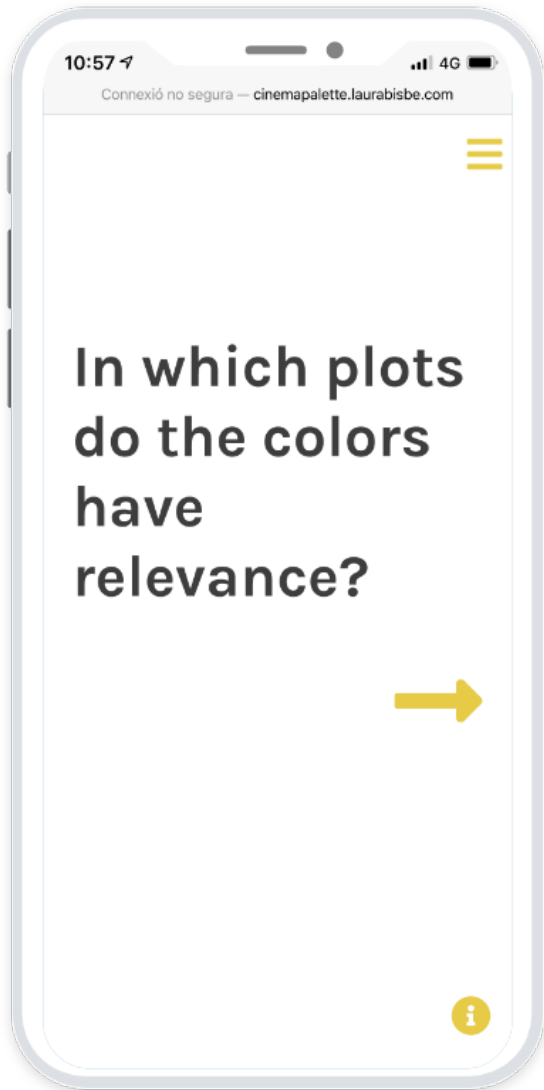 10:57 4G
Connexió no segura — cinemapalette.laurabisbe.com
In which plots
do the colors
have
relevance?
i